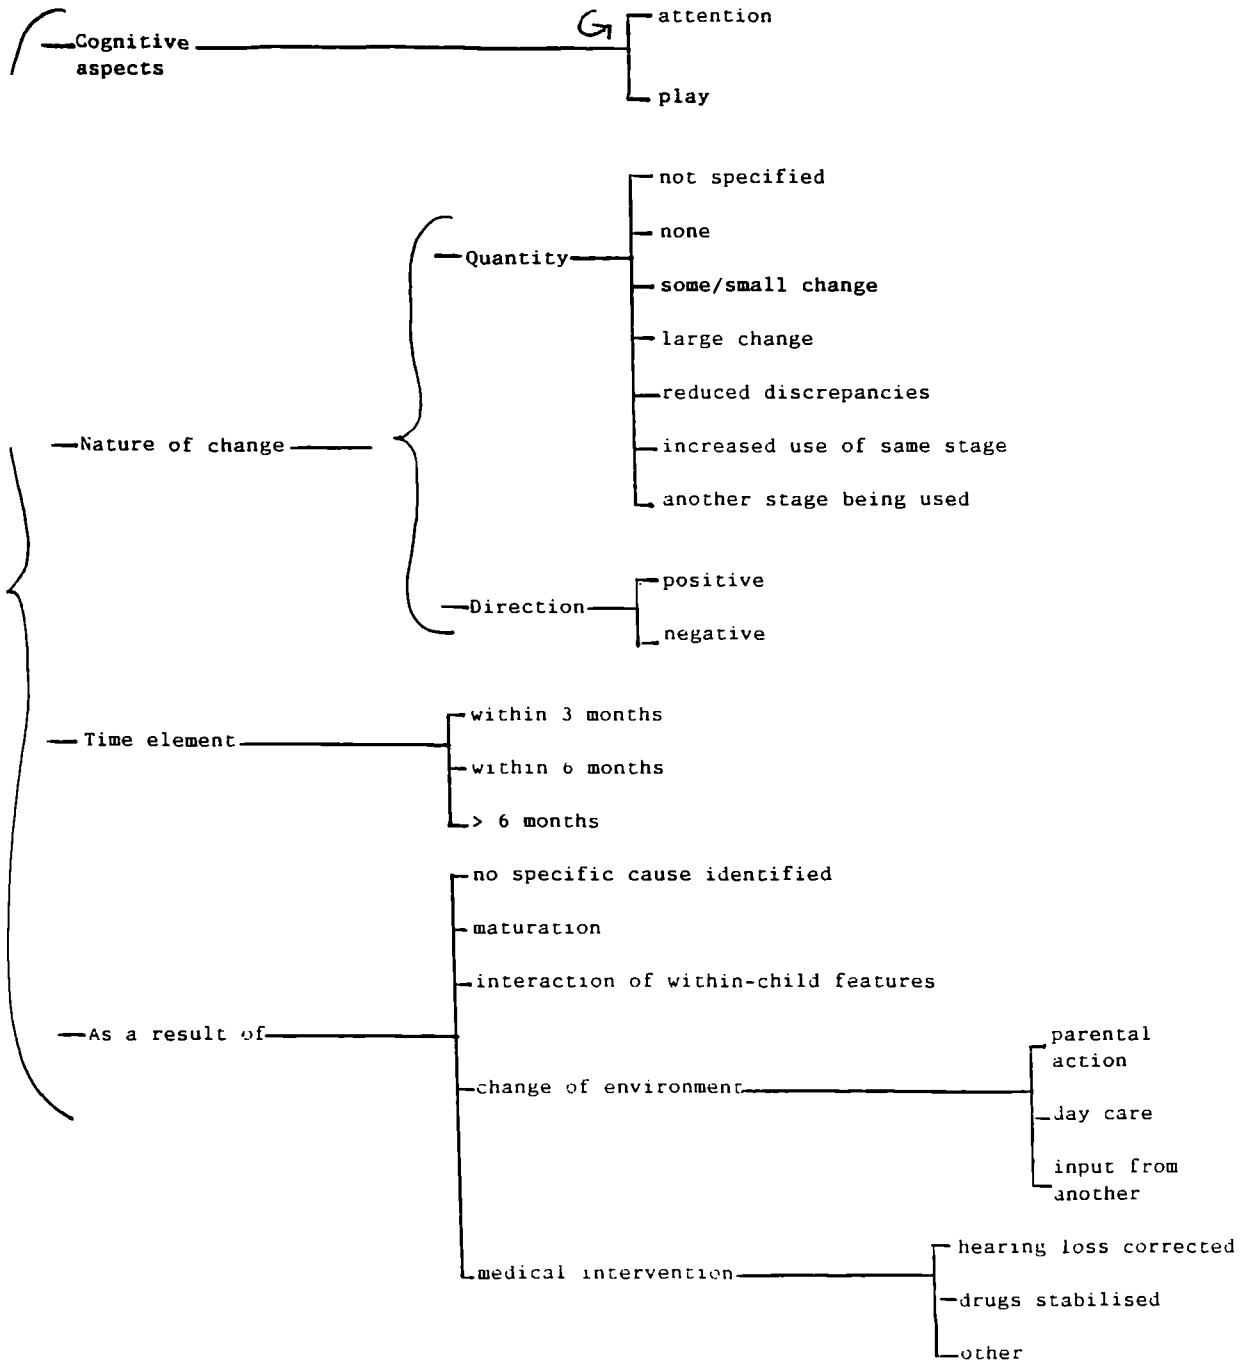 attention
Cognitive
aspects
play
not specified
none
Quantity
some/small change
large change
reduced discrepancies
Nature of change
increased use of same stage
another stage being used
positive
Direction
negative
within 3 months
Time element
within 6 months
> 6 months
no specific cause identified
maturation
interaction of within-child features
As a result of
parental
action
change of environment
day care
input from
another
hearing loss corrected
medical intervention
drugs stabilised
other